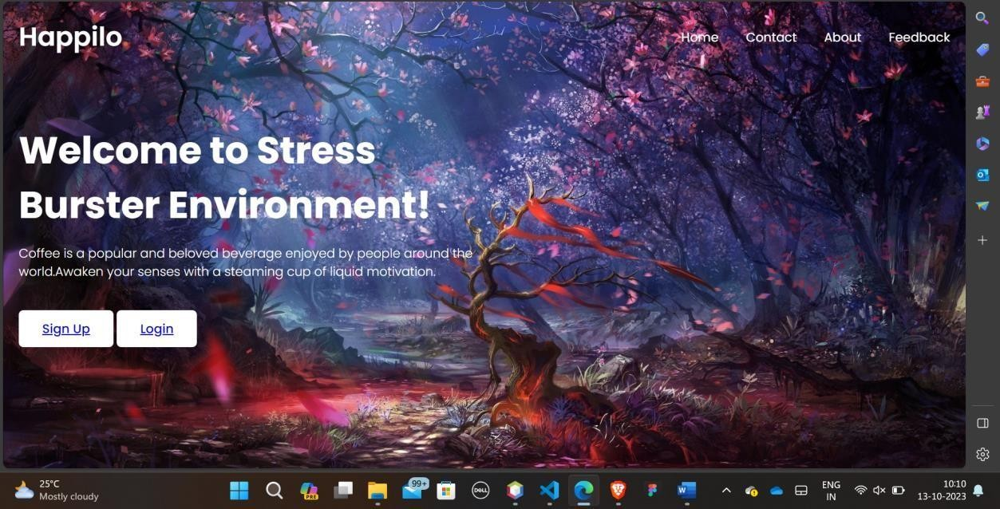 Happilo
Home Contact About Feedback
Welcome to Stress
Burster Environment!
Coffee is a popular and beloved beverage enjoyed by people around the
world.Awaken your senses with a steaming cup of liquid motivation.
Sign Up Login
25°C
Mostly cloudy
PRE
99+
DELL
ENG
IN
10:10
13-10-2023